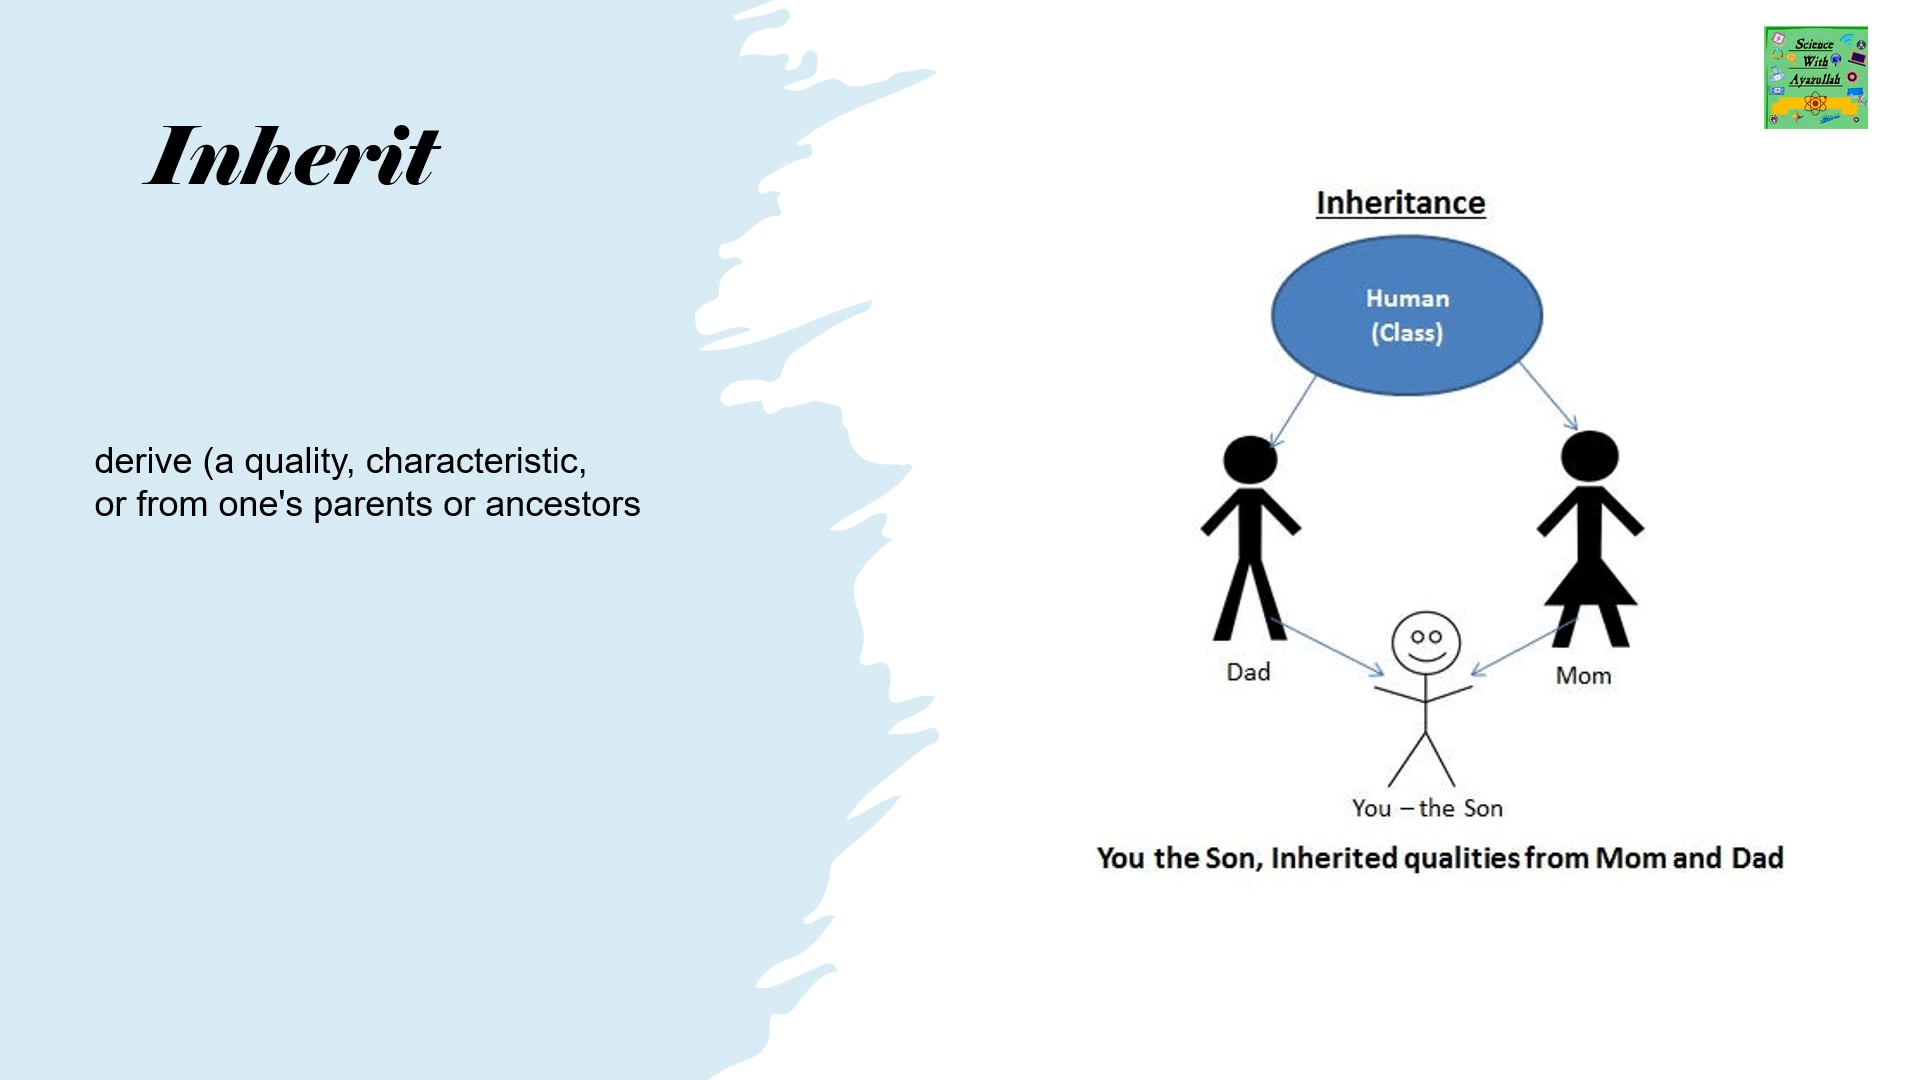 Science
With
Ayazullah
Inherit
derive (a quality, characteristic,
or from one's parents or ancestors
Inheritance
Human
(Class)
Dad
Mom
You – the Son
You the Son, Inherited qualities from Mom and Dad